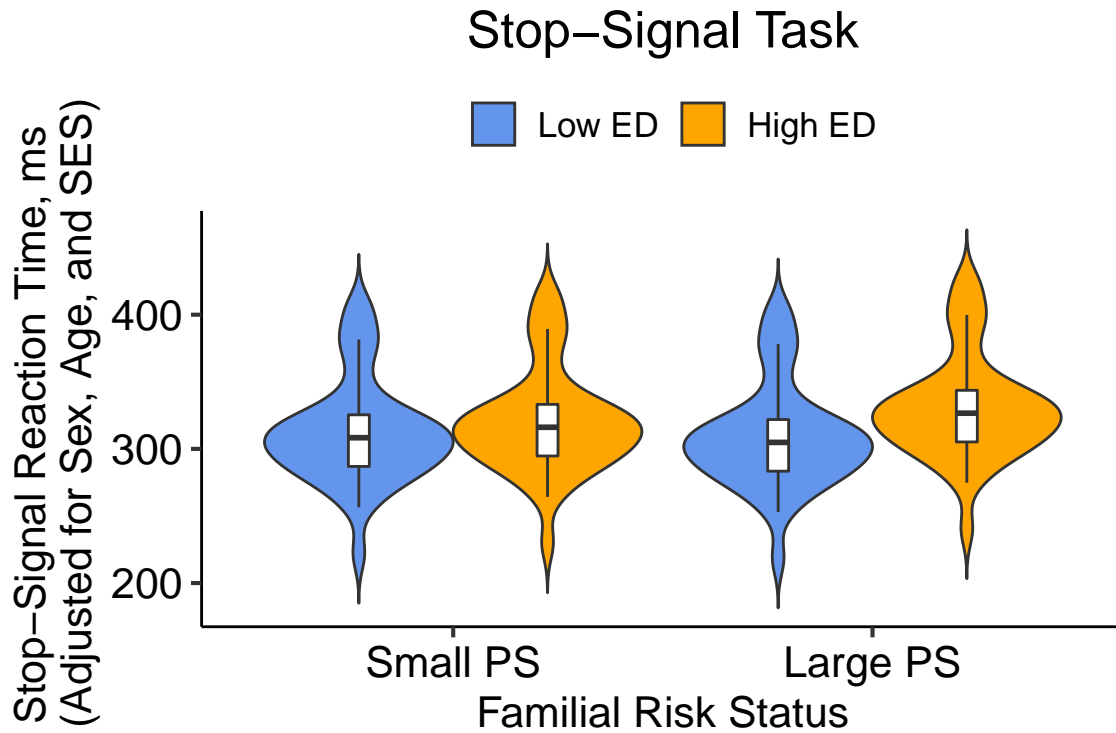 Stop−Signal Task
Low ED
High ED
Stop−Signal Reaction Time, ms
(Adjusted for Sex, Age, and SES)
400
300
200
Small PS
Large PS
Familial Risk Status